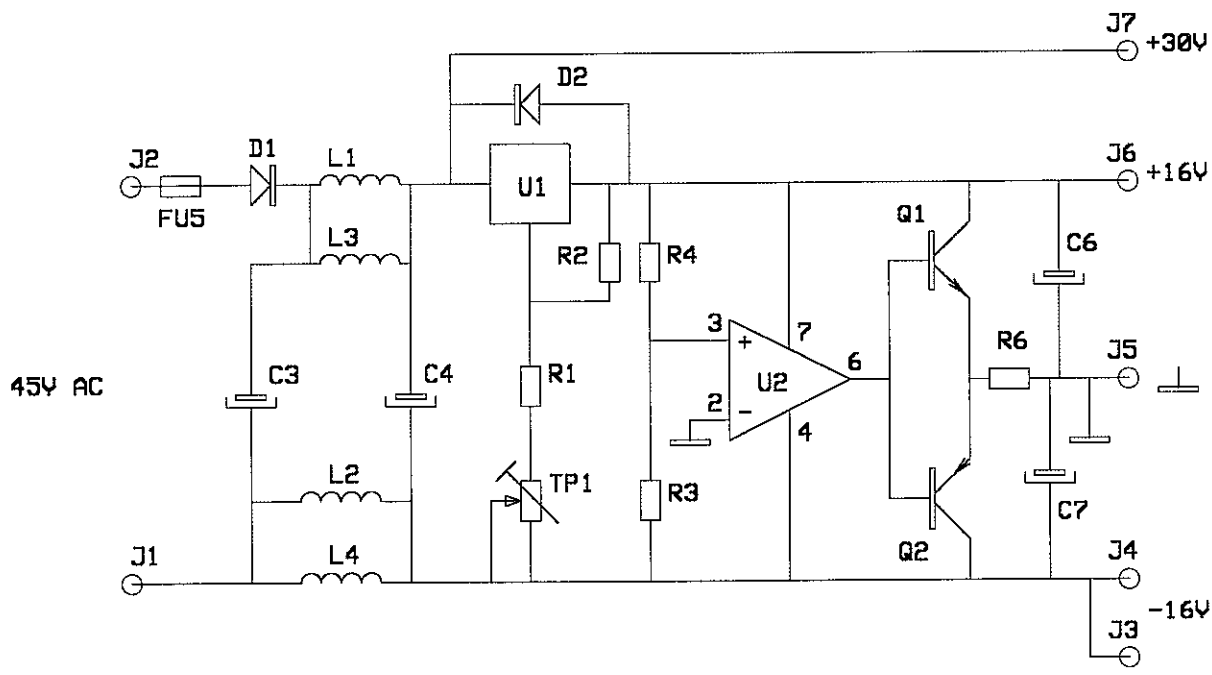 J7
+30V
D2
J2
D1
L1
U1
J6
+16V
FU5
Q1
L3
R2
R4
C6
3
+
7
6
R6
J5
45V AC
C3
C4
R1
U2
2
-
4
L2
TP1
R3
C7
J1
L4
Q2
J4
-16V
J3